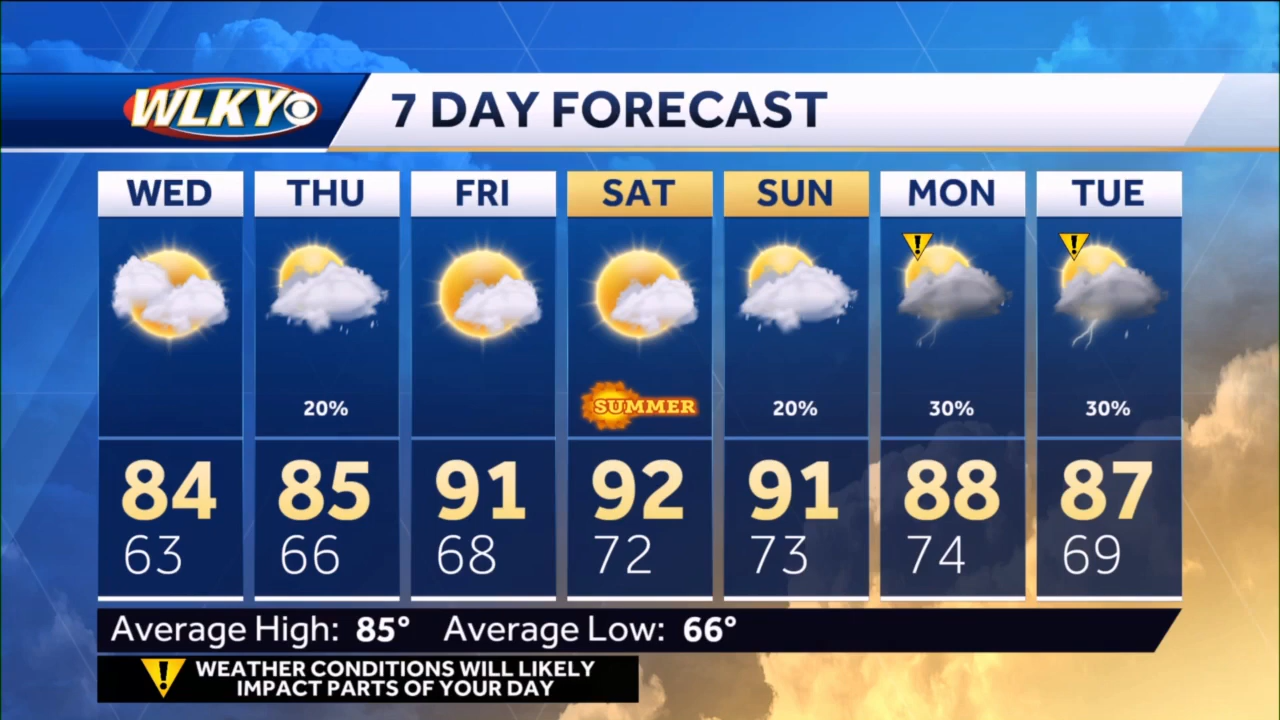 WLKY
7 DAY FORECAST
WED THU FRI SAT SUN MON TUE
! !
SUMMER
20% 20% 30% 30%
84 85 91 92 91 88 87
63 66 68 72 73 74 69
Average High: 85° Average Low: 66°
! WEATHER CONDITIONS WILL LIKELY
IMPACT PARTS OF YOUR DAY